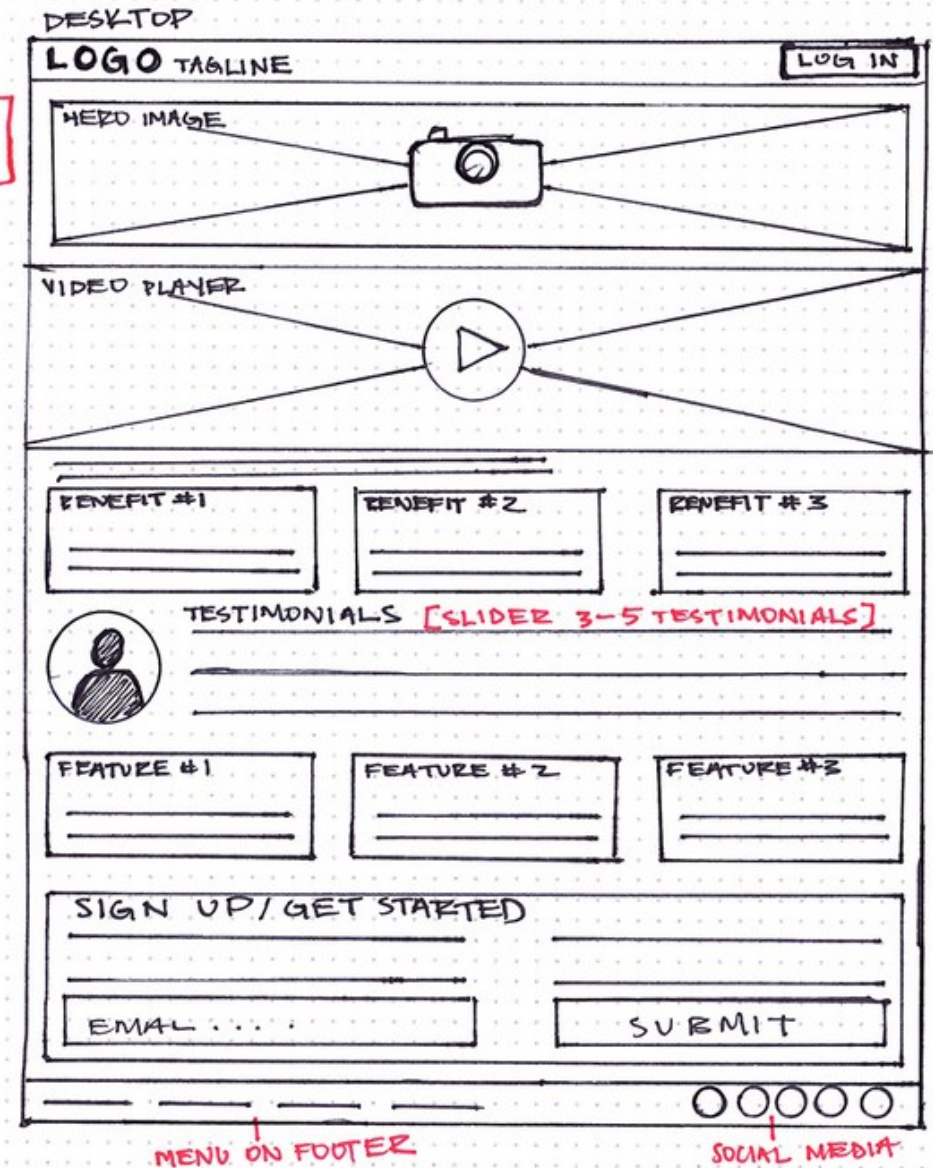 DESKTOP
LOGO TAGLINE
LOG IN
HERO IMAGE
VIDEO PLAYER
BENEFIT #1
BENEFIT #2
BENEFIT #3
TESTIMONIALS [SLIDER 3-5 TESTIMONIALS]
FEATURE #1
FEATURE #2
FEATURE #3
SIGN UP/GET STARTED
EMAL....
SUBMIT
MENU ON FOOTER
SOCIAL MEDIA